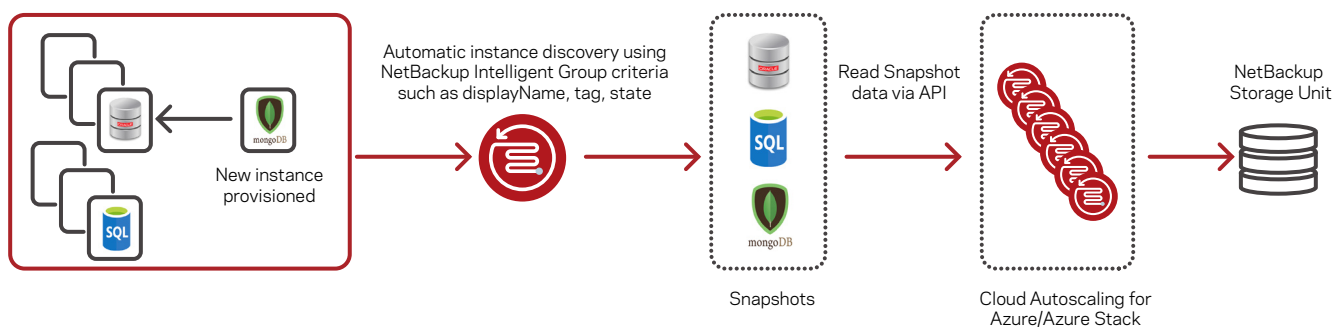 ORACLE
mongoDB
New instance
provisioned
SQL
Automatic instance discovery using
NetBackup Intelligent Group criteria
such as displayName, tag, state
ORACLE
SQL
mongoDB
Snapshots
Read Snapshot
data via API
Cloud Autoscaling for
Azure/Azure Stack
NetBackup
Storage Unit